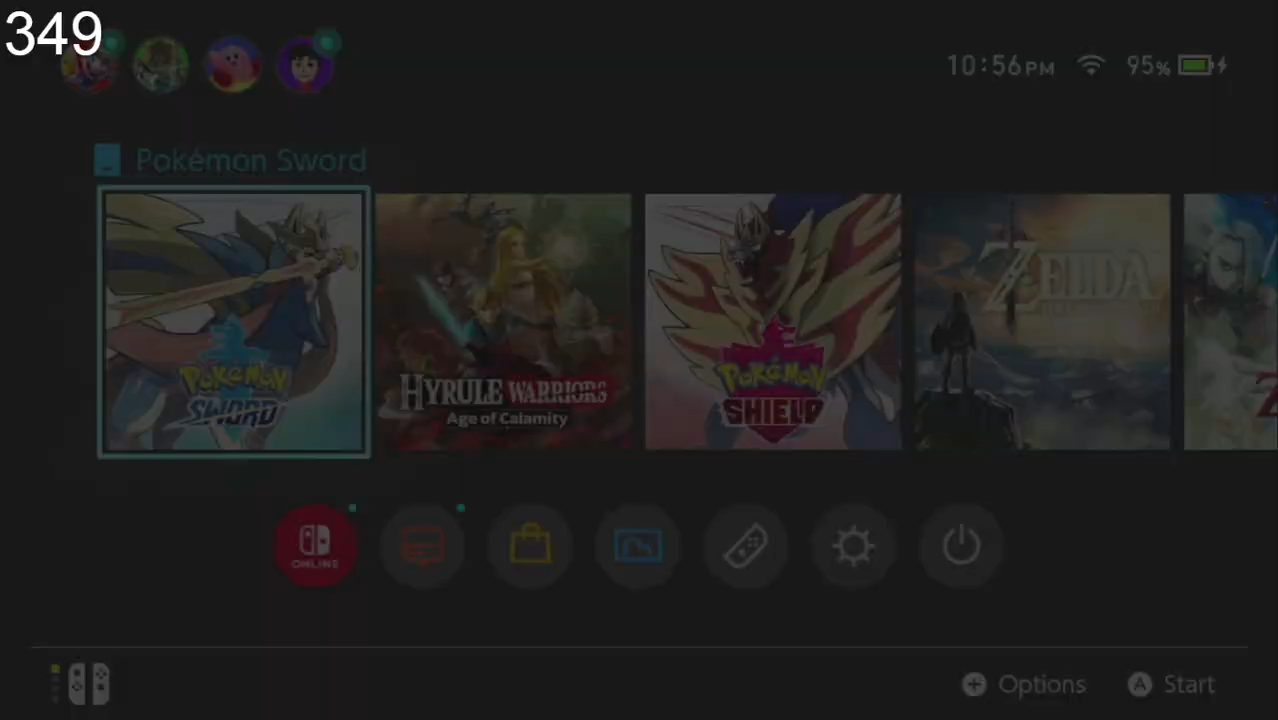 349
10:56PM 95%
Pokémon Sword
POKéMON
SWORD
HYRULE WARRIORS
Age of Calamity
POKéMON
SHIELD
ZELDA
Z
ONLINE
Options Start